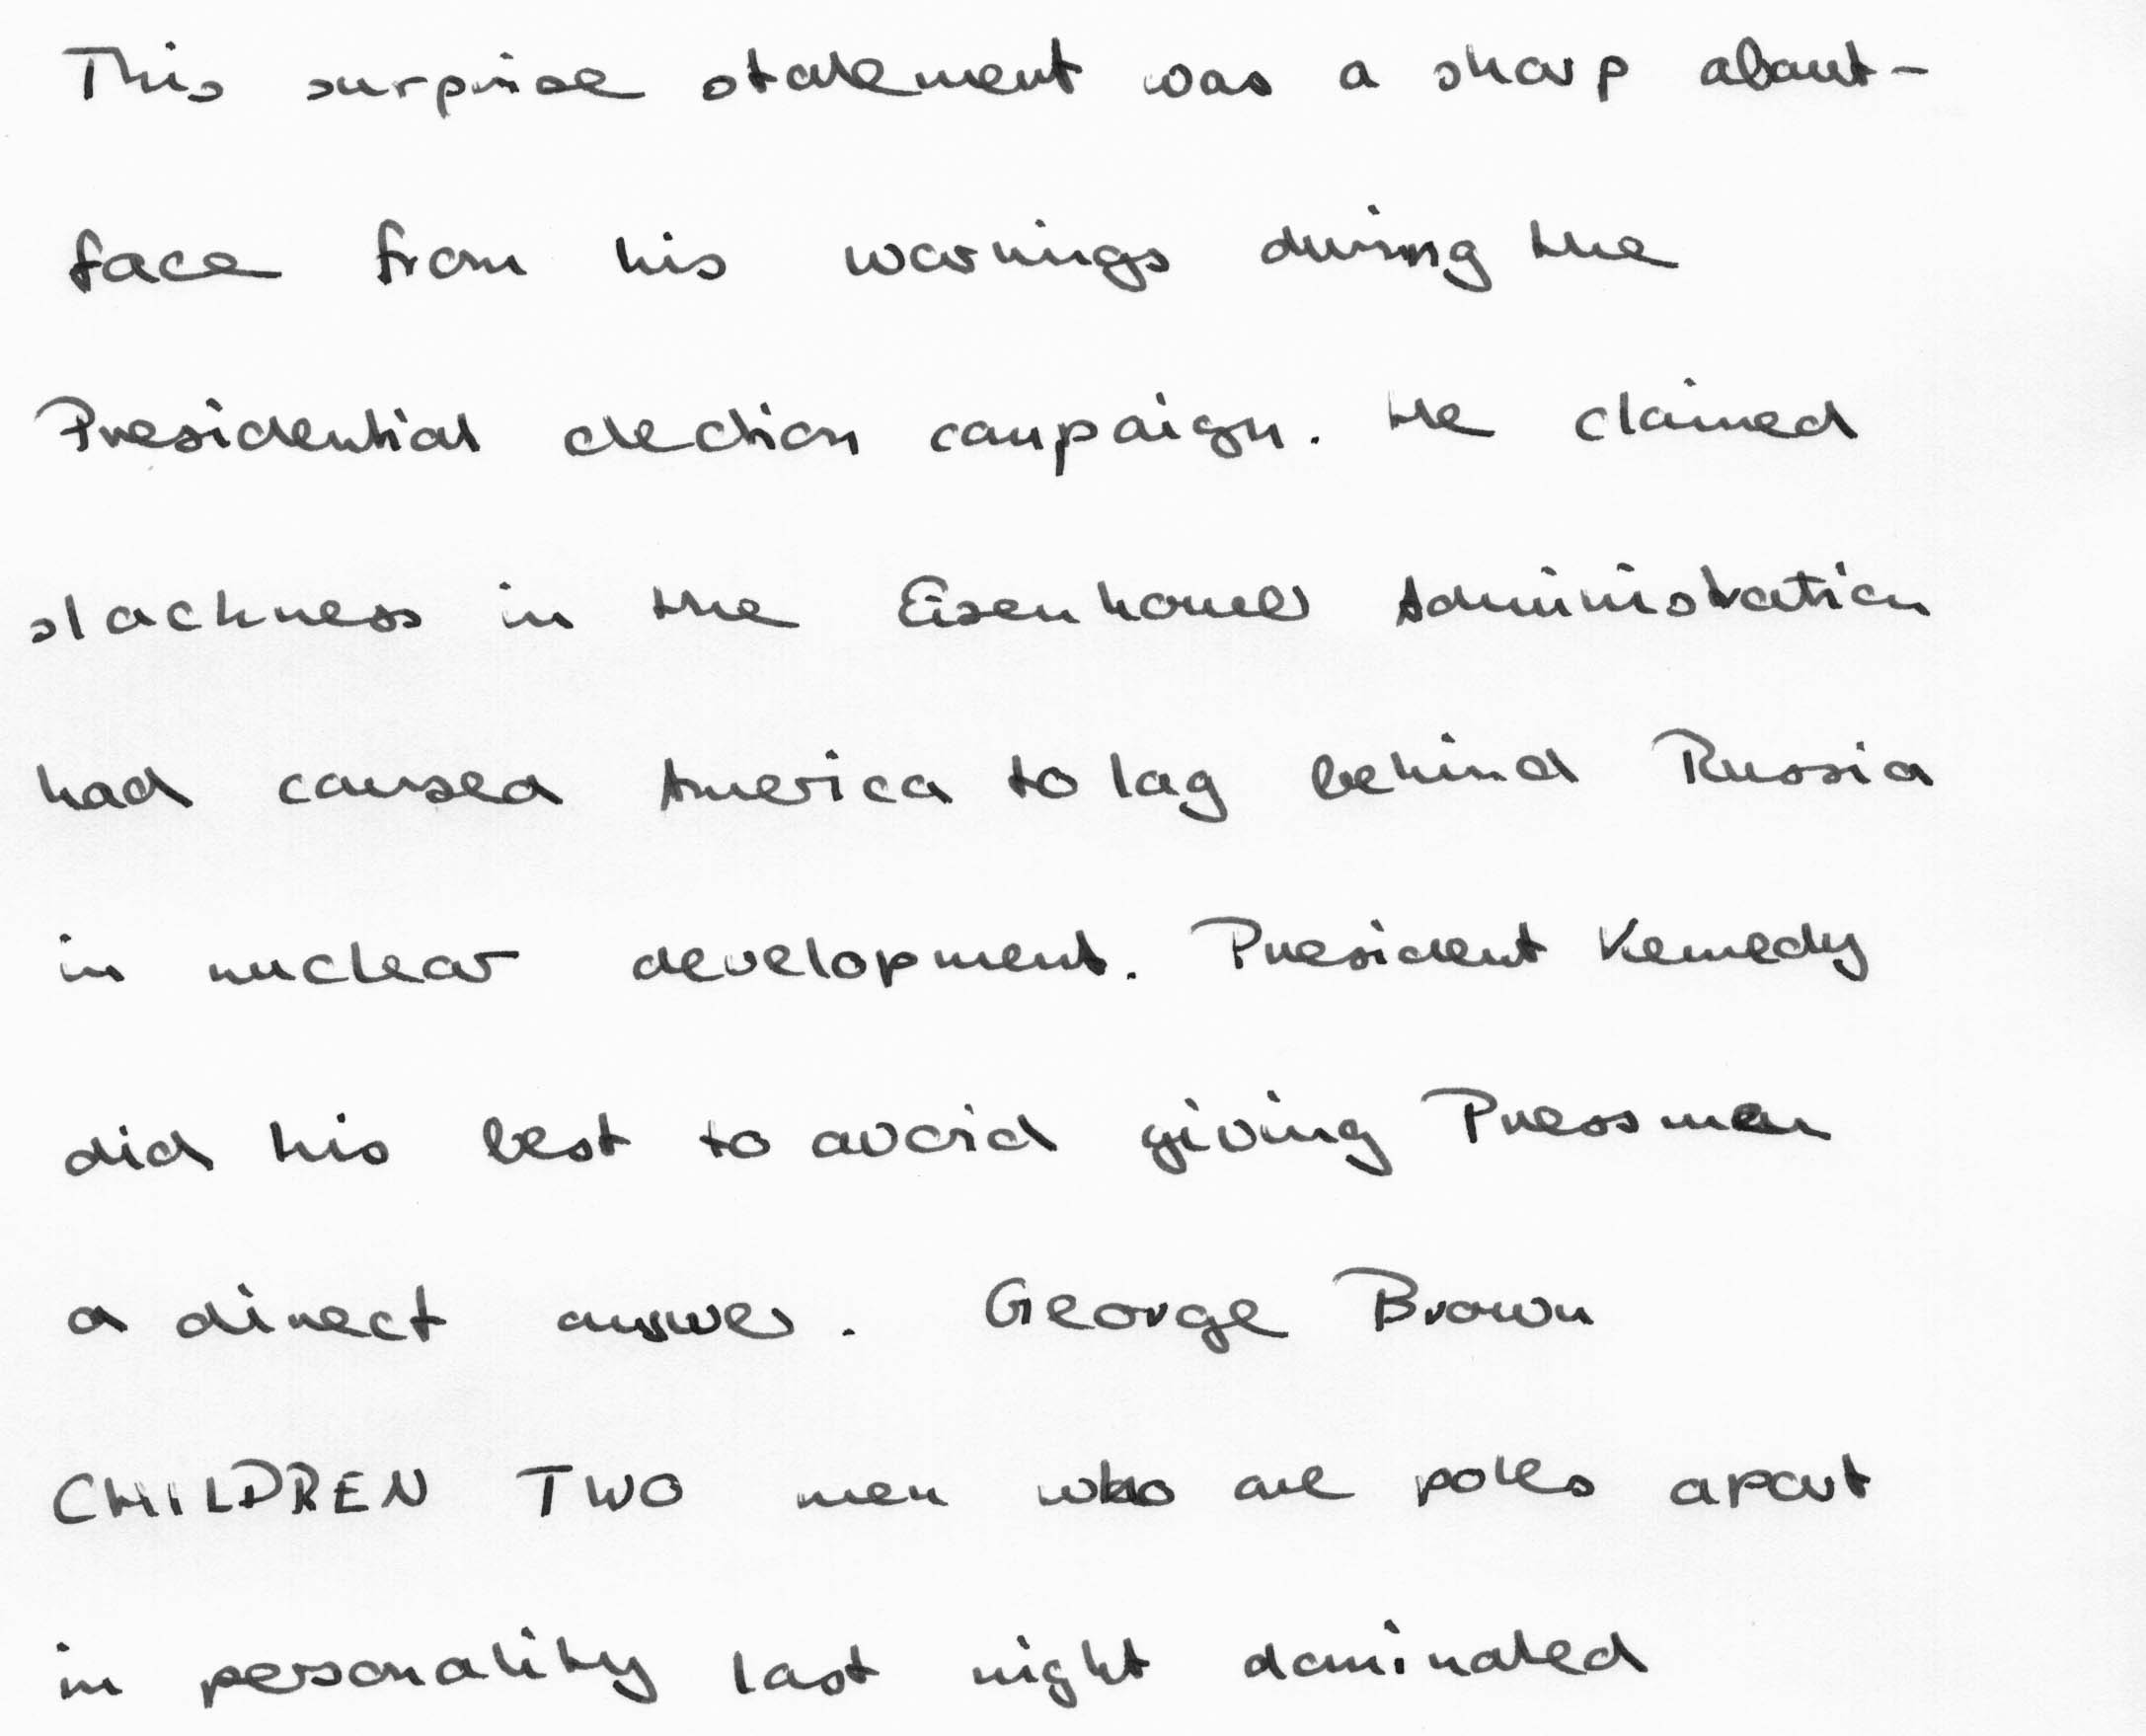 This surprise statement was a sharp about-
face from his warnings during the
Presidential election campaign. He claimed
slackness in the Eisenhower Administration
had caused America to lag behind Russia
in nuclear development. President Kennedy
did his best to avoid giving Pressmen
a direct answer. George Brown
CHILDREN TWO men who are poles apart
in personality last night dominated